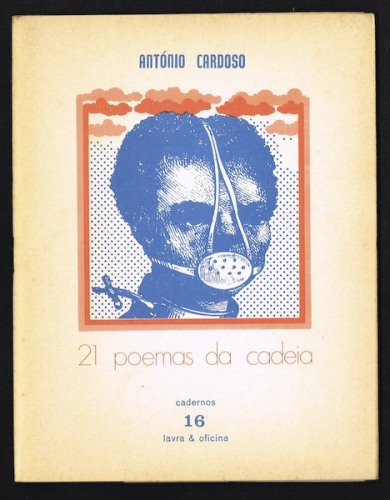 ANTÓNIO CARDOSO
21 poemas da cadeia
cadernos
16
lavra & oficina